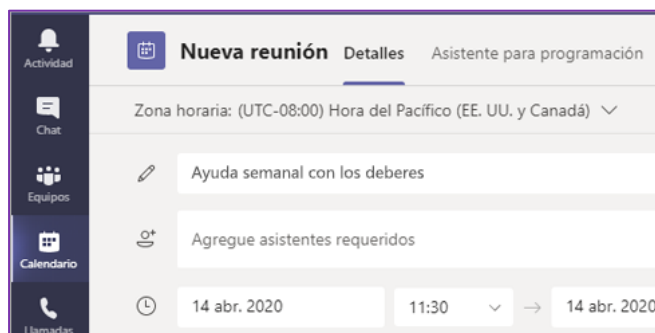 Actividad
Chat
Equipos
Calendario
Llamadas
Nueva reunión Detalles Asistente para programación
Zona horaria: (UTC-08:00) Hora del Pacífico (EE. UU. y Canadá)
Ayuda semanal con los deberes
Agregue asistentes requeridos
14 abr. 2020 11:30 → 14 abr. 2020